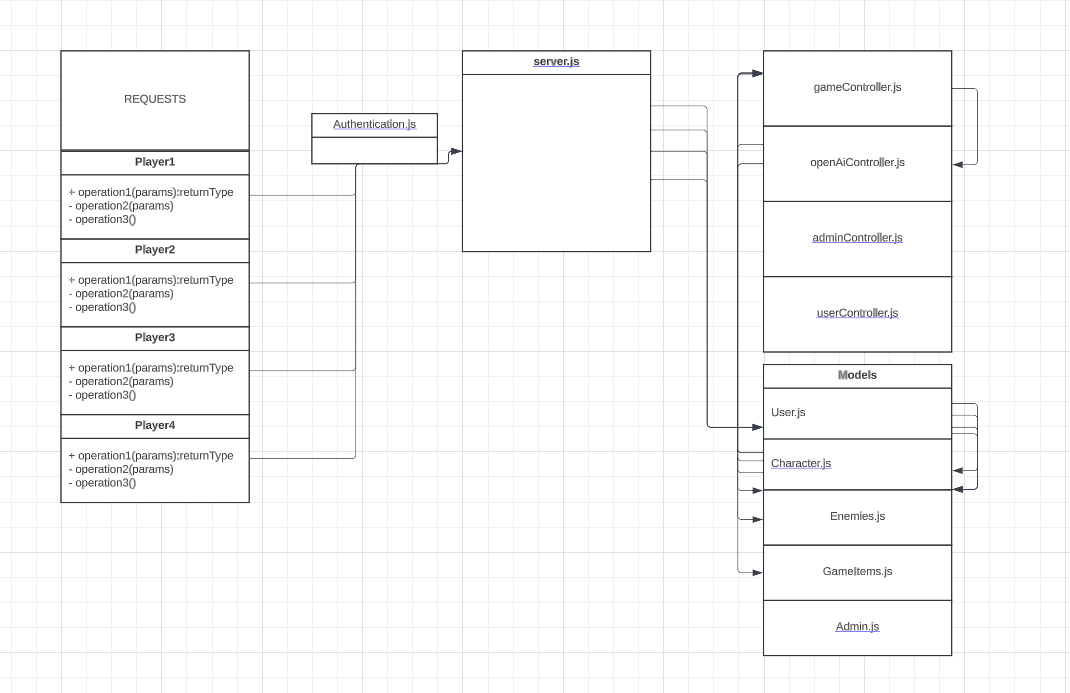 REQUESTS
Player1
+ operation1(params):returnType
- operation2(params)
- operation3()
Player2
+ operation1(params):returnType
- operation2(params)
- operation3()
Player3
+ operation1(params):returnType
- operation2(params)
- operation3()
Player4
+ operation1(params):returnType
- operation2(params)
- operation3()
Authentication.js
server.js
gameController.js
openAiController.js
adminController.js
userController.js
Models
User.js
Character.js
Enemies.js
GameItems.js
Admin.js